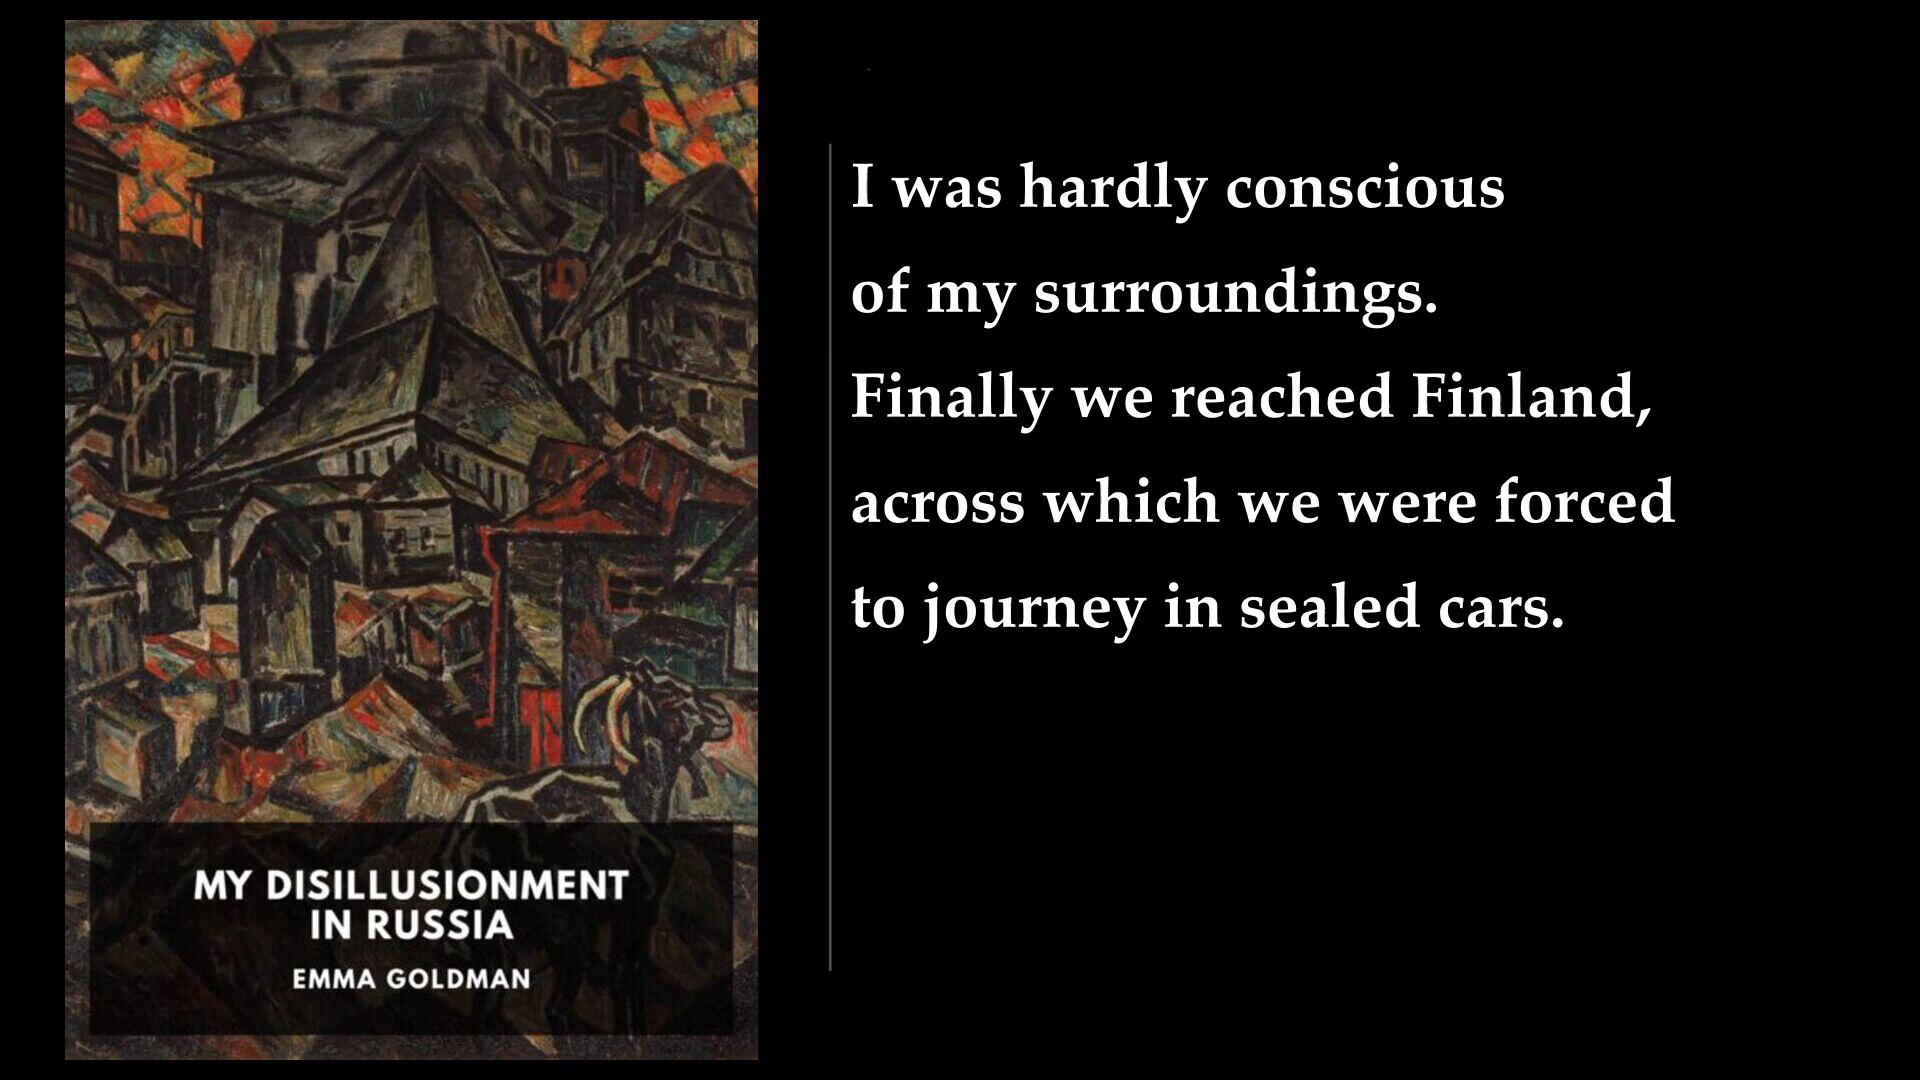 MY DISILLUSIONMENT
IN RUSSIA
EMMA GOLDMAN
I was hardly conscious
of my surroundings.
Finally we reached Finland,
across which we were forced
to journey in sealed cars.